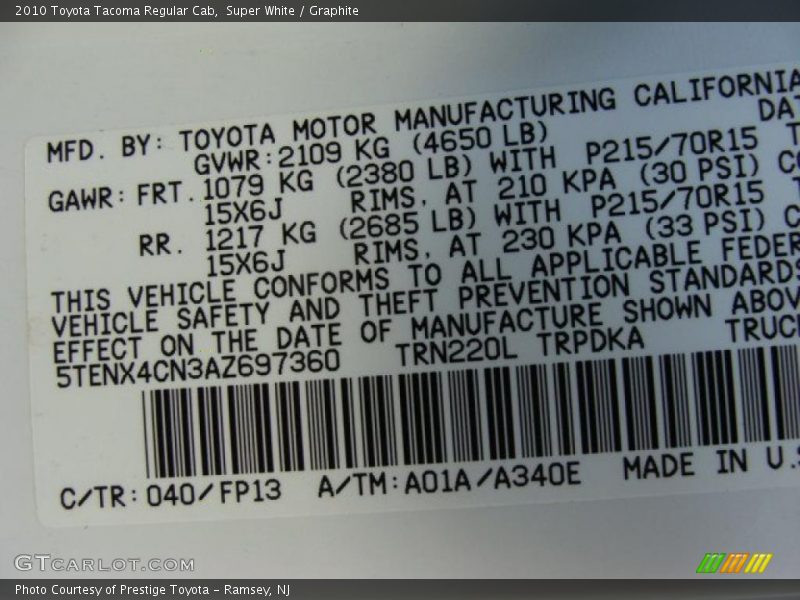 2010 Toyota Tacoma Regular Cab, Super White / Graphite
MFD. BY: TOYOTA MOTOR MANUFACTURING CALIFORNIA
GVWR: 2109 KG (4650 LB)
GAWR: FRT. 1079 KG (2380 LB) WITH P215/70R15
15X6J RIMS, AT 210 KPA (30 PSI)
RR. 1217 KG (2685 LB) WITH P215/70R15
15X6J RIMS, AT 230 KPA (33 PSI)
THIS VEHICLE CONFORMS TO ALL APPLICABLE FEDER
VEHICLE SAFETY AND THEFT PREVENTION STANDARDS
EFFECT ON THE DATE OF MANUFACTURE SHOWN ABOV
5TENX4CN3AZ697360 TRN220L TRPDKA TRUC
C/TR: 040/FP13 A/TM: A01A/A340E MADE IN U.S
GTCARLOT.COM
Photo Courtesy of Prestige Toyota - Ramsey, NJ